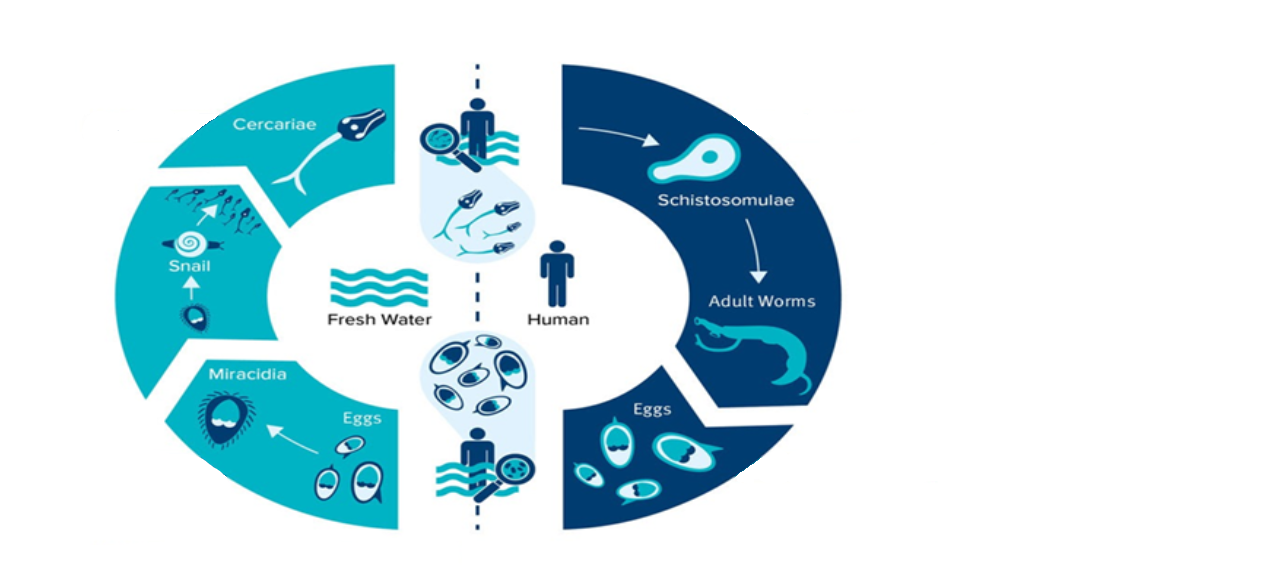 Cercariae
Schistosomulae
Snail
Adult Worms
Fresh Water
Human
Miracidia
Eggs
Eggs